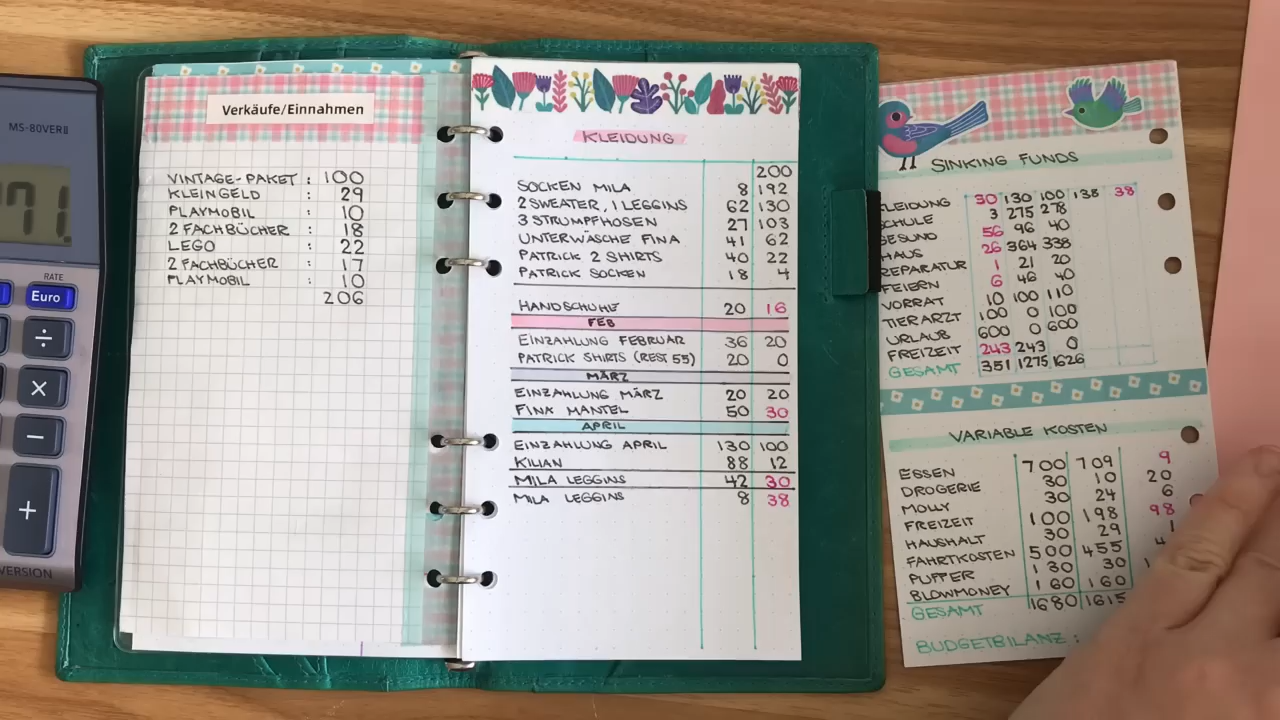 MS-80VERII
71.
RATE
Euro
÷
×
−
+
VERSION
Verkäufe/Einnahmen
VINTAGE-PAKET : 100
KLEINGELD : 29
PLAYMOBIL : 10
2 FACHBÜCHER : 18
LEGO : 22
2 FACHBÜCHER : 17
PLAYMOBIL : 10
206
KLEIDUNG
200
SOCKEN MILA 8 192
2 SWEATER, 1 LEGGINS 62 130
3 STRUMPFHOSEN 27 103
UNTERWÄSCHE FINA 41 62
PATRICK 2 SHIRTS 40 22
PATRICK SOCKEN 18 4
HANDSCHUHE 20 16
FEB
EINZAHLUNG FEBRUAR 36 20
PATRICK SHIRTS (REST 55) 20 0
MÄRZ
EINZAHLUNG MÄRZ 20 20
FINA MANTEL 50 30
APRIL
EINZAHLUNG APRIL 130 100
KILIAN 88 12
MILA LEGGINS 42 30
MILA LEGGINS 8 38
SINKING FUNDS
KLEIDUNG 30 130 100 138 38
SCHULE 3 275 278
GESUND 56 96 40
HAUS 26 364 338
REPARATUR 1 21 20
FEIERN 6 46 40
VORRAT 10 100 110
TIERARZT 100 0 100
URLAUB 600 0 600
FREIZEIT 243 243 0
GESAMT 351 1275 1626
VARIABLE KOSTEN
ESSEN 700 709 9
DROGERIE 30 10 20
MOLLY 30 24 6
FREIZEIT 100 198 98
HAUSHALT 30 29 1
FAHRTKOSTEN 500 455 4
PUFFER 130 30
BLOWMONEY 160 160
GESAMT 1680 1615
BUDGETBILANZ :